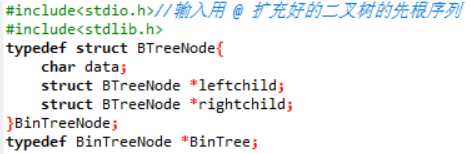 #include<stdio.h>//输入用 @ 扩充好的二叉树的先根序列
#include<stdlib.h>
typedef struct BTreeNode{
    char data;
    struct BTreeNode *leftchild;
    struct BTreeNode *rightchild;
}BinTreeNode;
typedef BinTreeNode *BinTree;